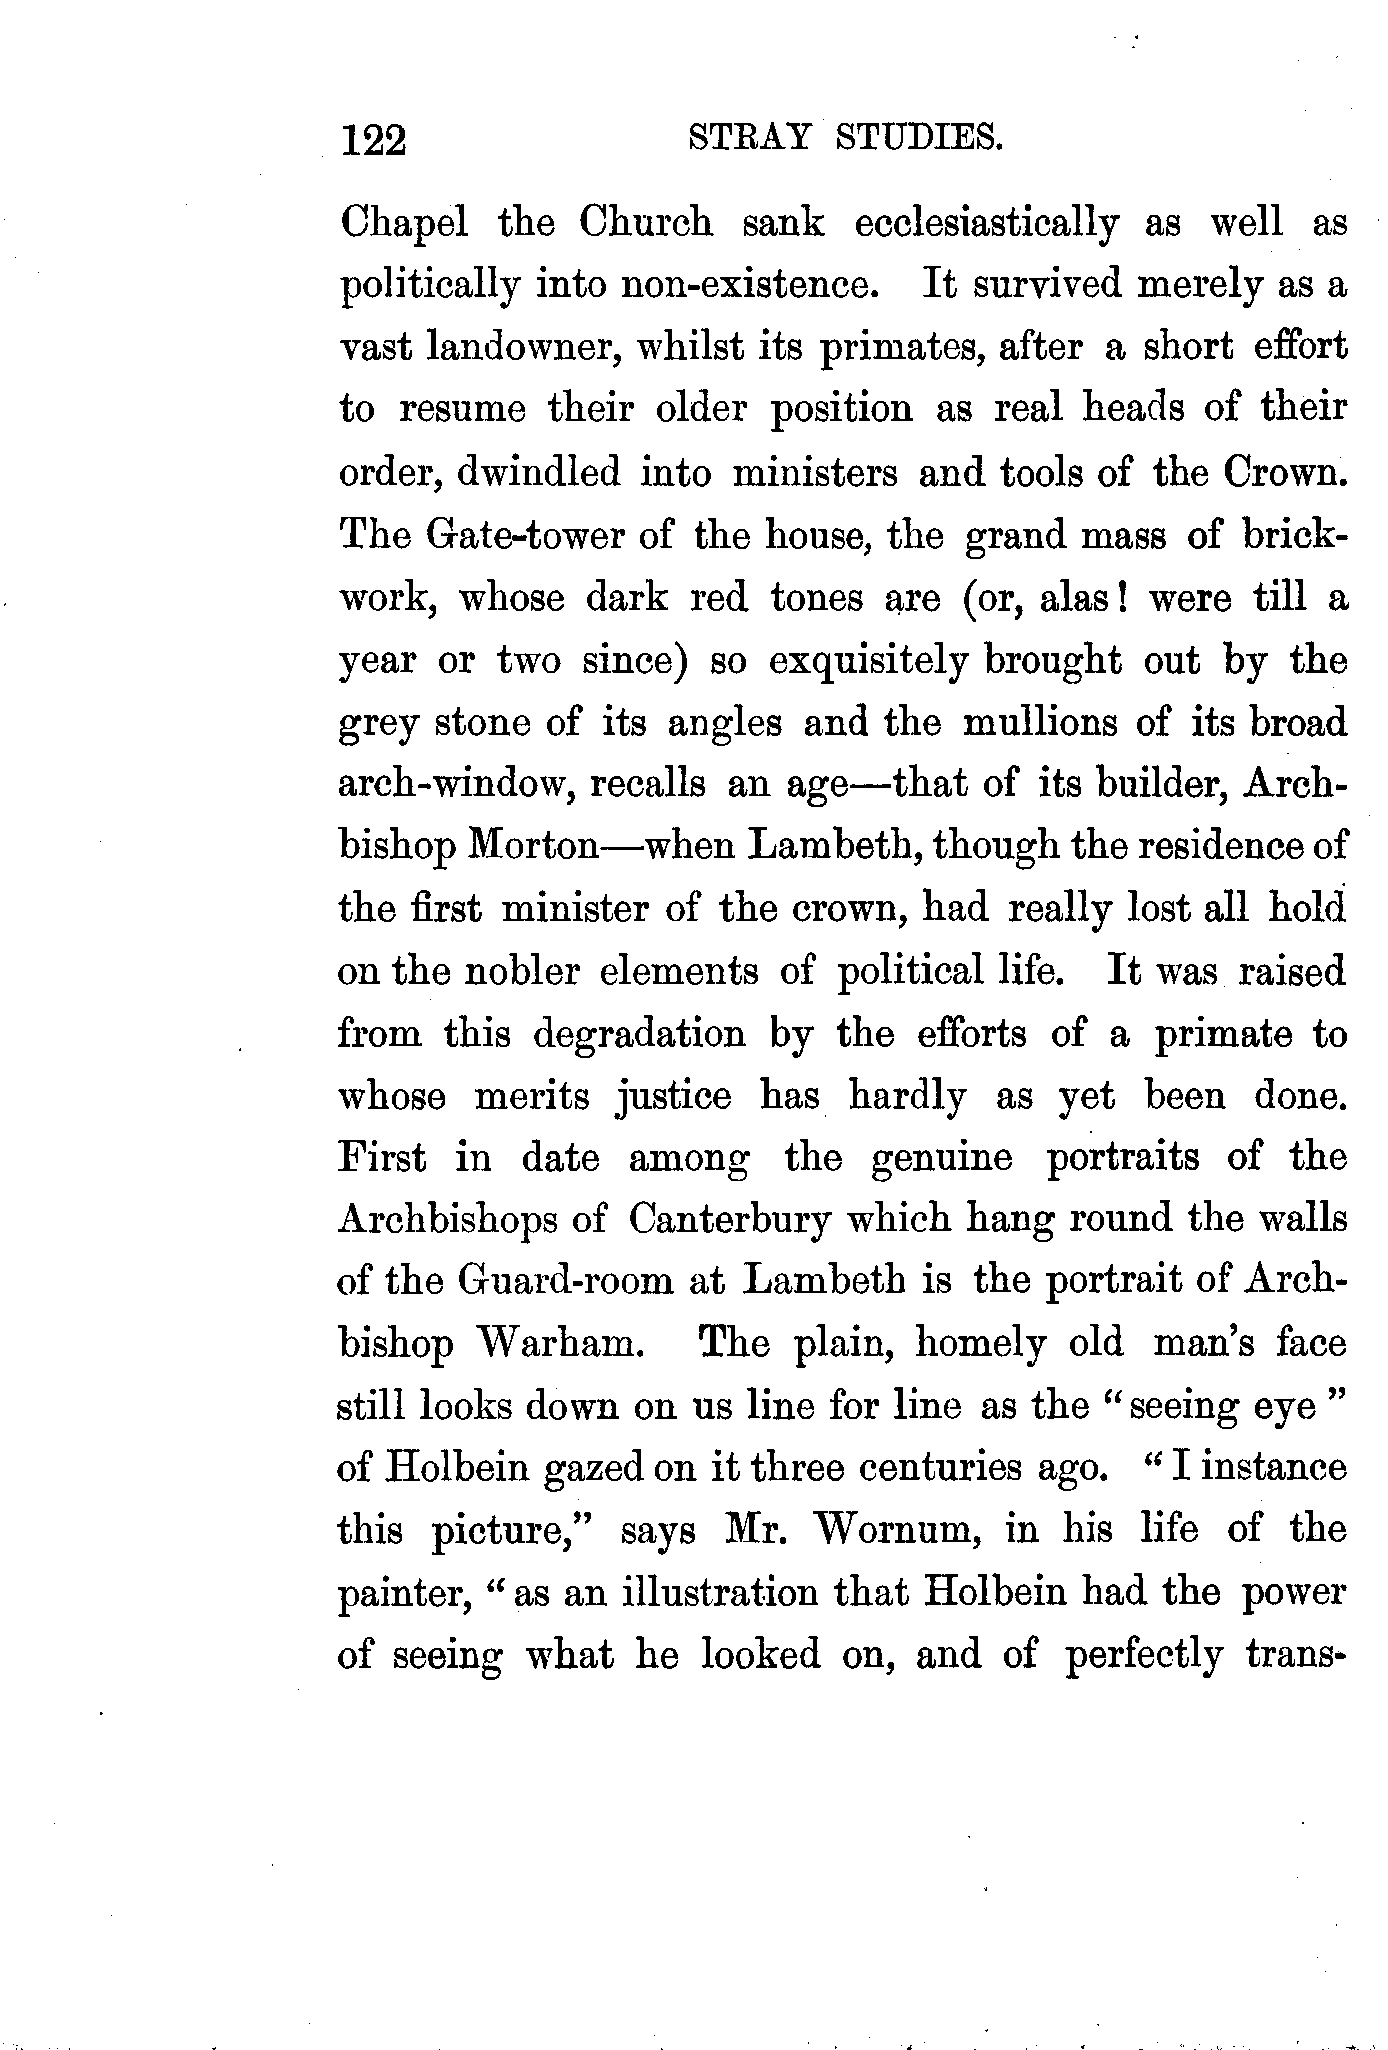 122 STRAY STUDIES.
Chapel the Church sank ecclesiastically as well as
politically into non-existence. It survived merely as a
vast landowner, whilst its primates, after a short effort
to resume their older position as real heads of their
order, dwindled into ministers and tools of the Crown.
The Gate-tower of the house, the grand mass of brick-
work, whose dark red tones are (or, alas! were till a
year or two since) so exquisitely brought out by the
grey stone of its angles and the mullions of its broad
arch-window, recalls an age—that of its builder, Arch-
bishop Morton—when Lambeth, though the residence of
the first minister of the crown, had really lost all hold
on the nobler elements of political life. It was raised
from this degradation by the efforts of a primate to
whose merits justice has hardly as yet been done.
First in date among the genuine portraits of the
Archbishops of Canterbury which hang round the walls
of the Guard-room at Lambeth is the portrait of Arch-
bishop Warham. The plain, homely old man's face
still looks down on us line for line as the "seeing eye"
of Holbein gazed on it three centuries ago. "I instance
this picture," says Mr. Wornum, in his life of the
painter, "as an illustration that Holbein had the power
of seeing what he looked on, and of perfectly trans-